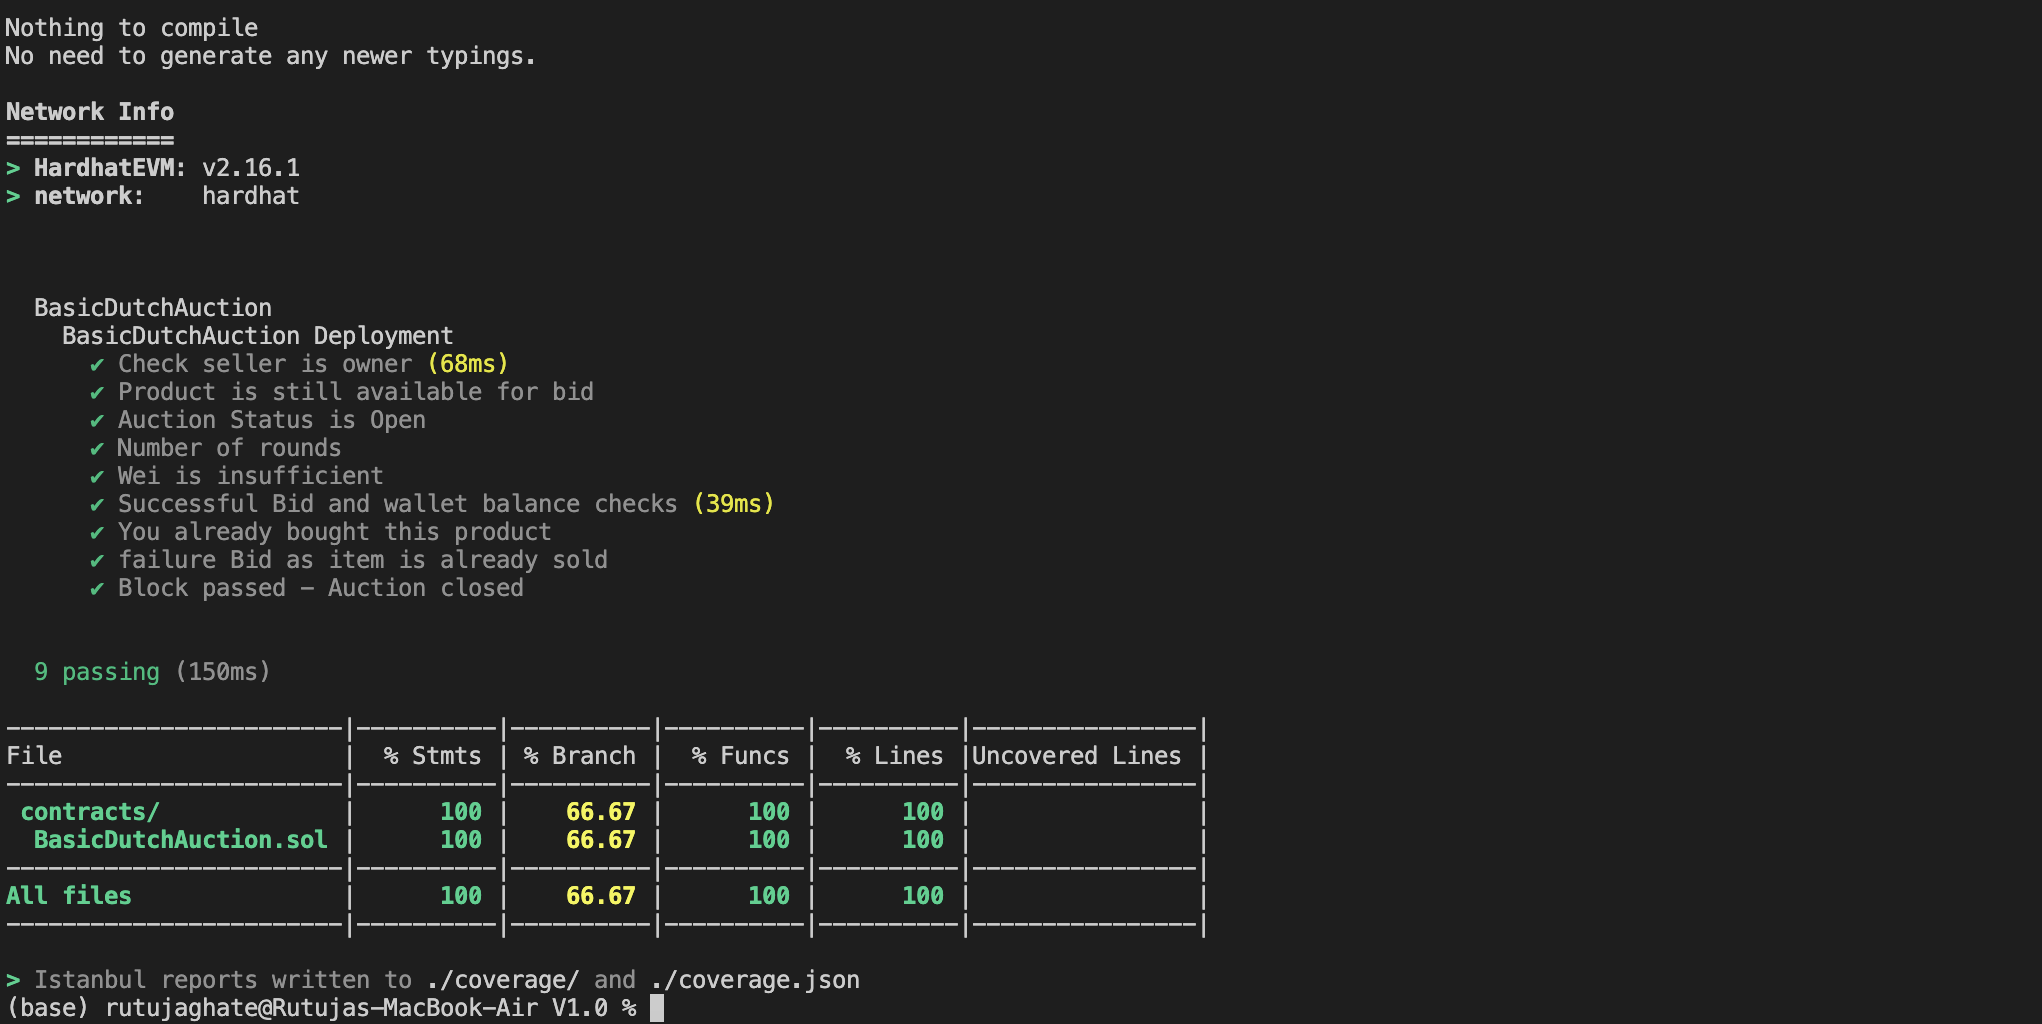 Nothing to compile
No need to generate any newer typings.
Network Info
============
> HardhatEVM: v2.16.1
> network:    hardhat
BasicDutchAuction
BasicDutchAuction Deployment
✔ Check seller is owner (68ms)
✔ Product is still available for bid
✔ Auction Status is Open
✔ Number of rounds
✔ Wei is insufficient
✔ Successful Bid and wallet balance checks (39ms)
✔ You already bought this product
✔ failure Bid as item is already sold
✔ Block passed - Auction closed
9 passing (150ms)
------------------------|----------|----------|----------|----------|----------------|
File                    |  % Stmts | % Branch |  % Funcs |  % Lines |Uncovered Lines |
------------------------|----------|----------|----------|----------|----------------|
 contracts/             |      100 |    66.67 |      100 |      100 |                |
  BasicDutchAuction.sol |      100 |    66.67 |      100 |      100 |                |
------------------------|----------|----------|----------|----------|----------------|
All files               |      100 |    66.67 |      100 |      100 |                |
------------------------|----------|----------|----------|----------|----------------|
> Istanbul reports written to ./coverage/ and ./coverage.json
(base) rutujaghate@Rutujas-MacBook-Air V1.0 %